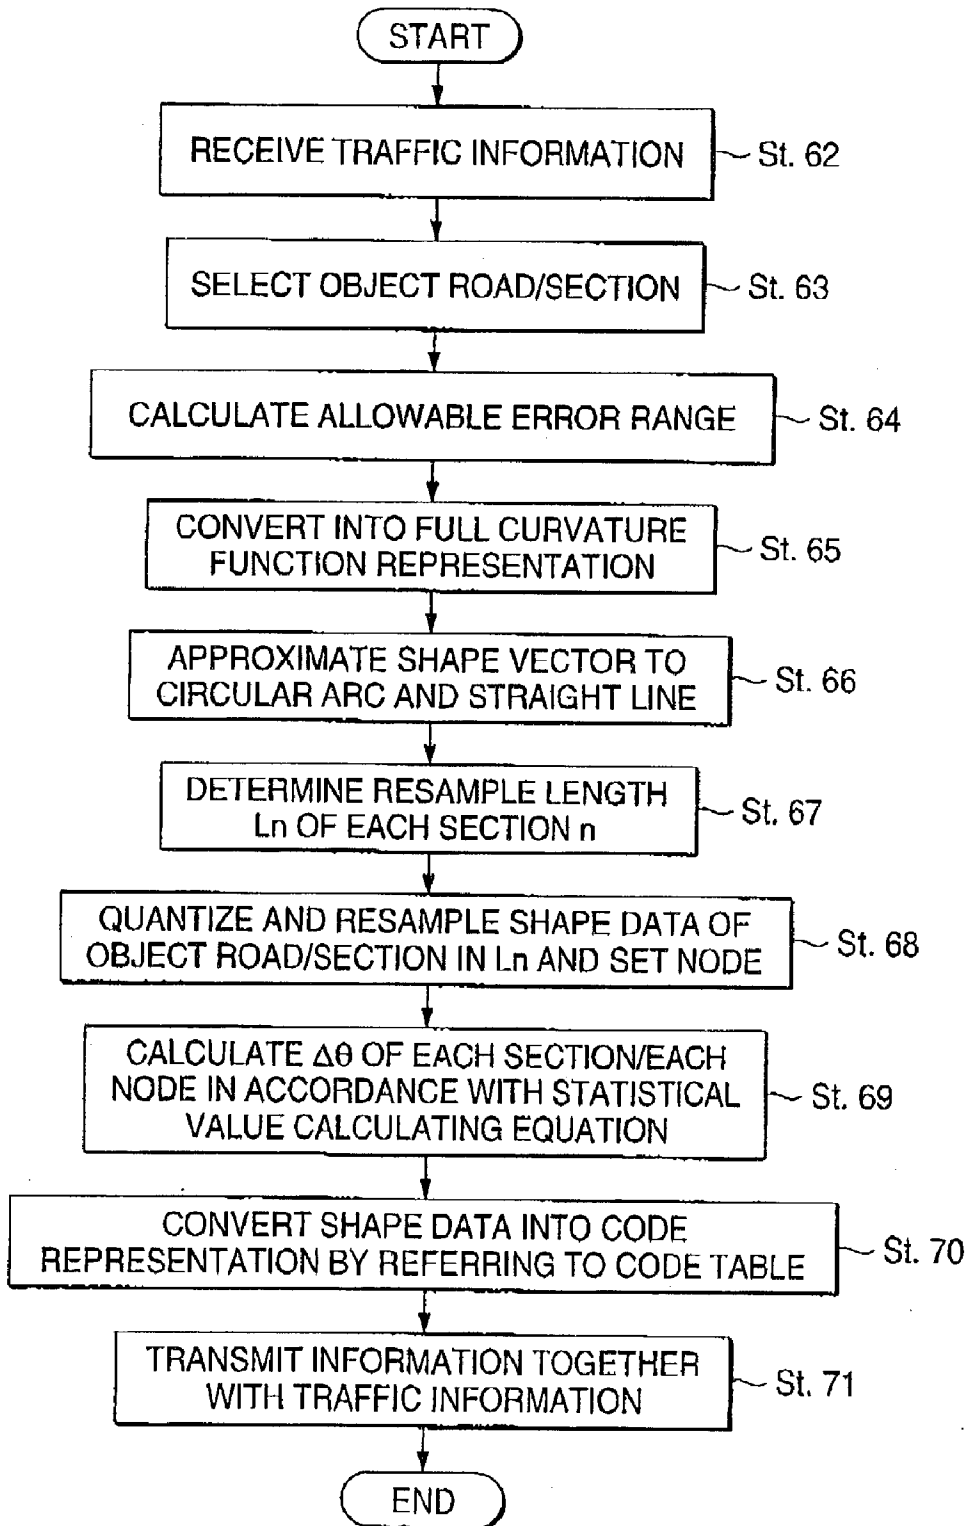 START
RECEIVE TRAFFIC INFORMATION
St. 62
SELECT OBJECT ROAD/SECTION
St. 63
CALCULATE ALLOWABLE ERROR RANGE
St. 64
CONVERT INTO FULL CURVATURE
FUNCTION REPRESENTATION
St. 65
APPROXIMATE SHAPE VECTOR TO
CIRCULAR ARC AND STRAIGHT LINE
St. 66
DETERMINE RESAMPLE LENGTH
Ln OF EACH SECTION n
St. 67
QUANTIZE AND RESAMPLE SHAPE DATA OF
OBJECT ROAD/SECTION IN Ln AND SET NODE
St. 68
CALCULATE Δθ OF EACH SECTION/EACH
NODE IN ACCORDANCE WITH STATISTICAL
VALUE CALCULATING EQUATION
St. 69
CONVERT SHAPE DATA INTO CODE
REPRESENTATION BY REFERRING TO CODE TABLE
St. 70
TRANSMIT INFORMATION TOGETHER
WITH TRAFFIC INFORMATION
St. 71
END